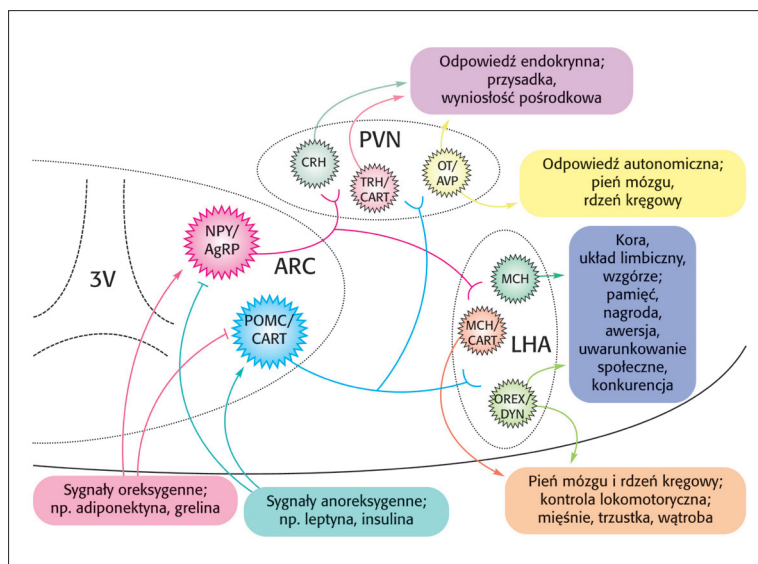 Odpowiedź endokrynna;
przysadka,
wyniosłość pośrodkowa
PVN
CRH
TRH/
CART
OT/
AVP
Odpowiedź autonomiczna;
pień mózgu,
rdzeń kręgowy
NPY/
AgRP
ARC
3V
POMC/
CART
MCH
MCH/
CART
LHA
OREX/
DYN
Kora,
układ limbiczny,
wzgórze;
pamięć,
nagroda,
awersja,
uwarunkowanie
społeczne,
konkurencja
Sygnały oreksygenne;
np. adiponektyna, grelina
Sygnały anoreksygenne;
np. leptyna, insulina
Pień mózgu i rdzeń kręgowy;
kontrola lokomotoryczna;
mięśnie, trzustka, wątroba